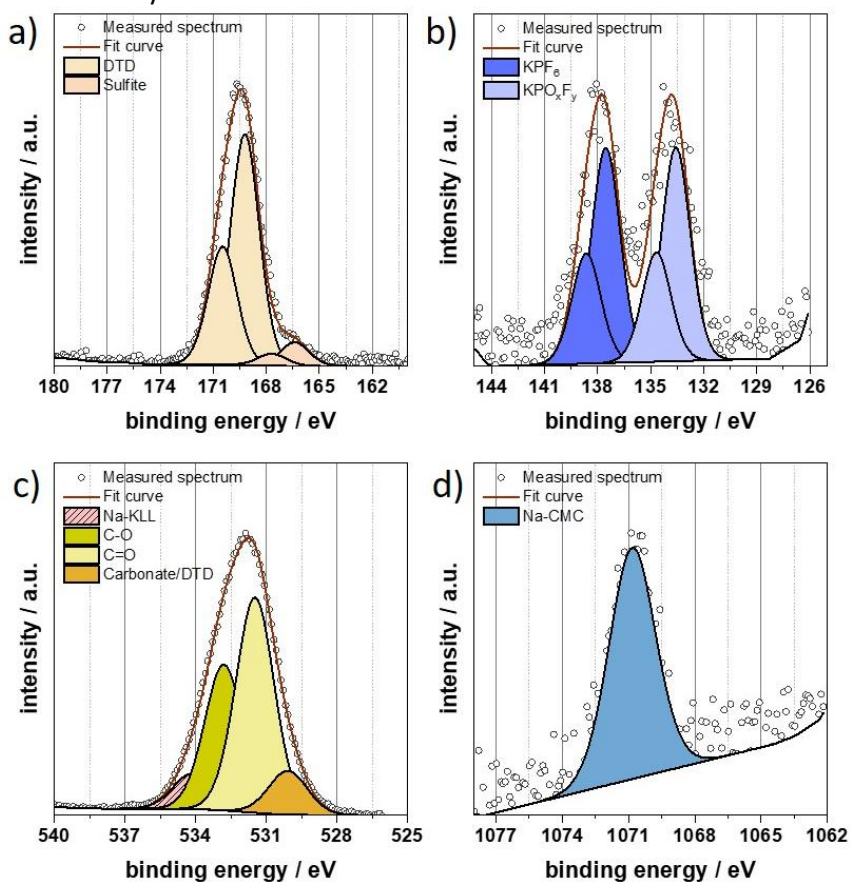 a)
Measured spectrum
Fit curve
DTD
Sulfite
intensity / a.u.
180 177 174 171 168 165 162
binding energy / eV
b)
Measured spectrum
Fit curve
KPF₆
KPOₓFᵧ
intensity / a.u.
144 141 138 135 132 129 126
binding energy / eV
c)
Measured spectrum
Fit curve
Na-KLL
C-O
C=O
Carbonate/DTD
intensity / a.u.
540 537 534 531 528 525
binding energy / eV
d)
Measured spectrum
Fit curve
Na-CMC
intensity / a.u.
1077 1074 1071 1068 1065 1062
binding energy / eV